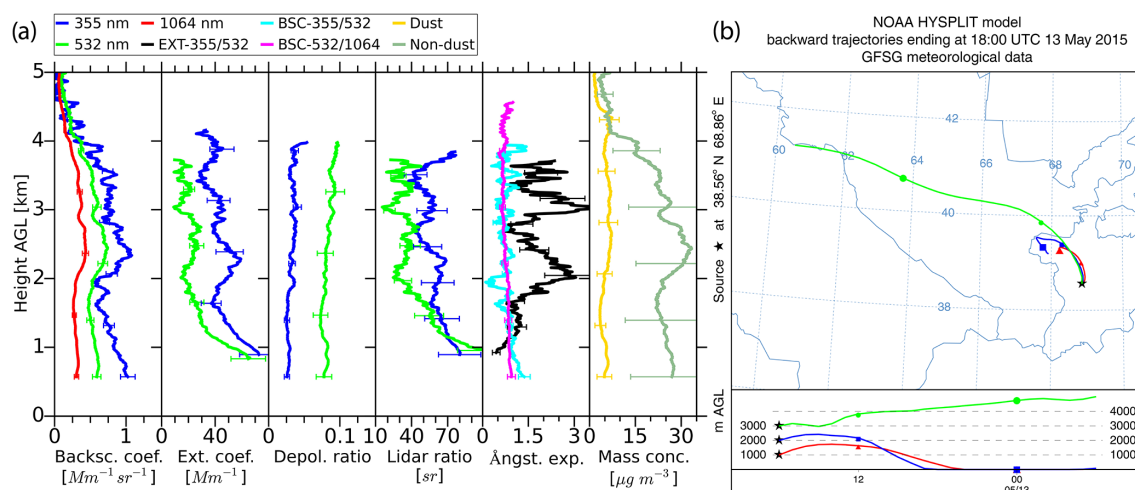 (a)
355 nm 1064 nm BSC-355/532 Dust
532 nm EXT-355/532 BSC-532/1064 Non-dust
Height AGL [km]
5
4
3
2
1
0
0 1
Backsc. coef.
[Mm⁻¹ sr⁻¹]
0 40 80
Ext. coef.
[Mm⁻¹]
0.1
Depol. ratio
10 40 70
Lidar ratio
[sr]
0 1.5 3
Ångst. exp.
15 30
Mass conc.
[μg m⁻³]
(b)
NOAA HYSPLIT model
backward trajectories ending at 18:00 UTC 13 May 2015
GFSG meteorological data
Source ★ at 38.56° N 68.86° E
42
60 62 64 66 68 70
40
38
m AGL
4000
3000 3000
2000 2000
1000 1000
12 00
05/13